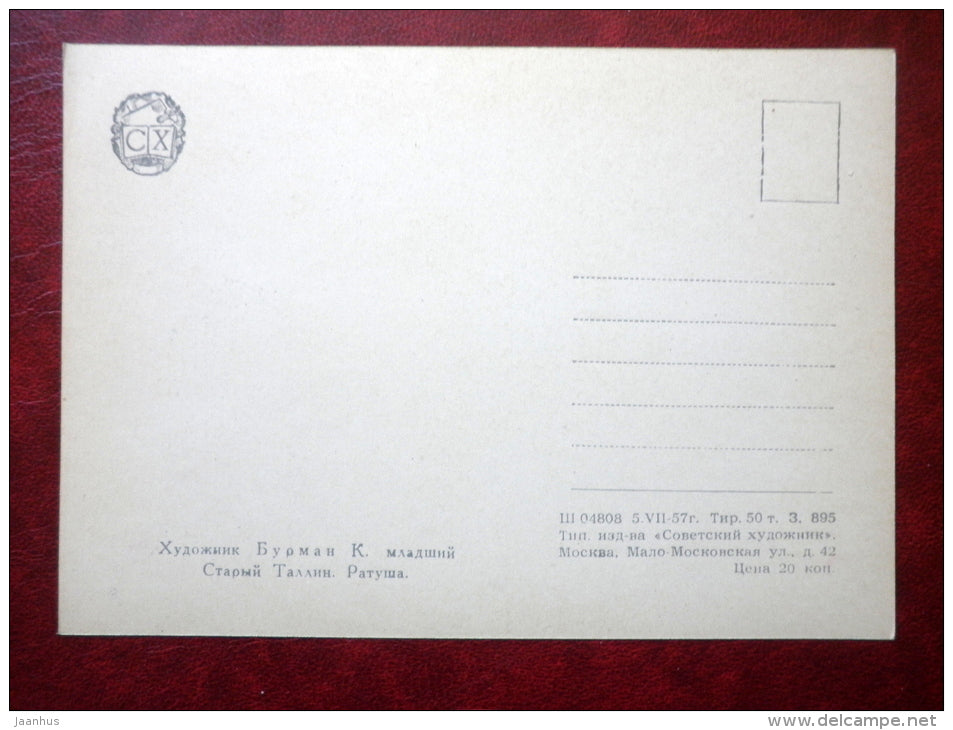 СХ
Художник Бурман К. младший
Старый Таллин. Ратуша.
Ш 04808 5.VII-57г. Тир. 50 т. З. 895
Тип. изд-ва «Советский художник».
Москва, Мало-Московская ул., д. 42
Цена 20 коп.
jaanhus
www.delcampe.net